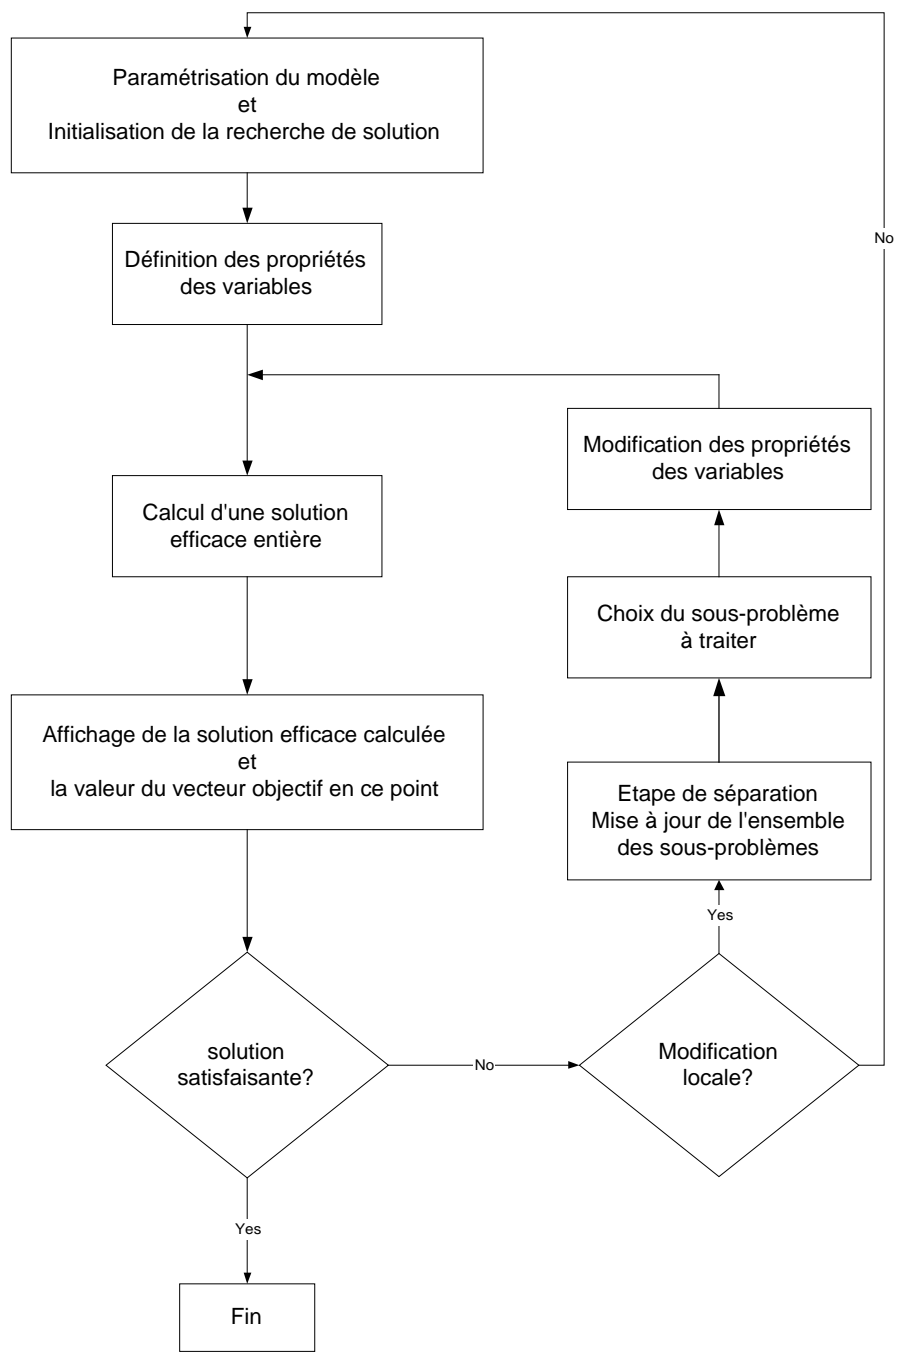 Paramétrisation du modèle
et
Initialisation de la recherche de solution
Définition des propriétés
des variables
Calcul d'une solution
efficace entière
Affichage de la solution efficace calculée
et
la valeur du vecteur objectif en ce point
solution
satisfaisante?
Yes
Fin
No
Modification
locale?
Yes
Etape de séparation
Mise à jour de l'ensemble
des sous-problèmes
Choix du sous-problème
à traiter
Modification des propriétés
des variables
No